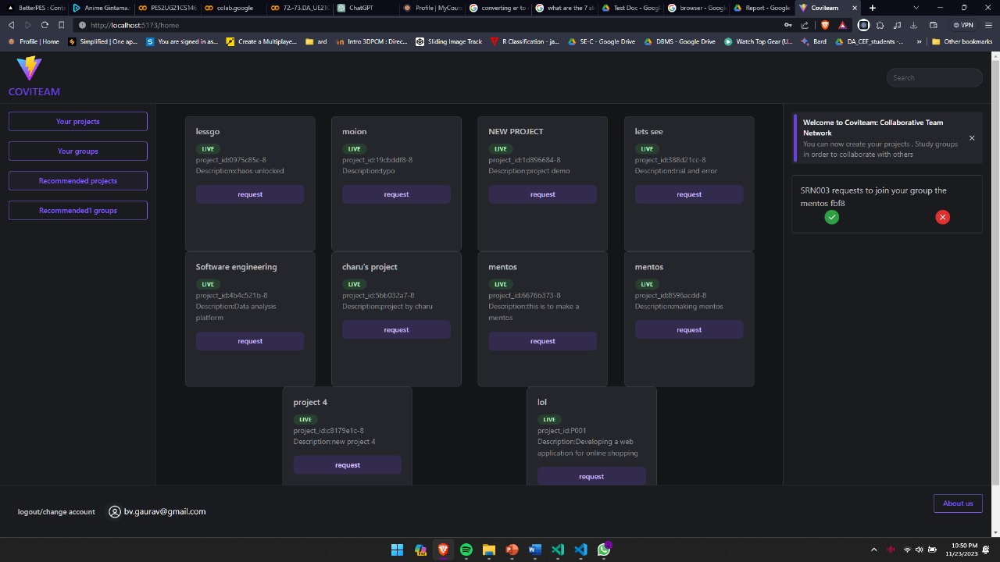 BetterPES : Cont
Anime Gintama
PES2UG21CS146
colab.google
72-73.DA_UE21C
ChatGPT
Profile | MyCour
converting er to
what are the 7 st
Test Doc - Google
browser - Google
Report - Google
Coviteam
http://localhost:5173/home
VPN
Profile | Home
Simplified | One ap...
You are signed in as...
Create a Multiplaye...
ard
Intro 3DPCM : Direc...
Sliding Image Track
R Classification - ja...
SE-C - Google Drive
DBMS - Google Drive
Watch Top Gear (U...
Bard
DA_CEF_students -...
Other bookmarks
COVITEAM
Search
Your projects
Your groups
Recommended projects
Recommended1 groups
lessgo
LIVE
project_id:0975c85c-8
Description:chaos unlocked
request
moion
LIVE
project_id:19cbddf8-8
Description:typo
request
NEW PROJECT
LIVE
project_id:1d896684-8
Description:project demo
request
lets see
LIVE
project_id:388d21cc-8
Description:trial and error
request
Software engineering
LIVE
project_id:4b4c521b-8
Description:Data analysis
platform
request
charu's project
LIVE
project_id:5bb032a7-8
Description:project by charu
request
mentos
LIVE
project_id:6676b373-8
Description:this is to make a
mentos
request
mentos
LIVE
project_id:8596acdd-8
Description:making mentos
request
project 4
LIVE
project_id:c8179e1c-8
Description:new project 4
request
lol
LIVE
project_id:P001
Description:Developing a web
application for online shopping
request
Welcome to Coviteam: Collaborative Team
Network
You can now create your projects . Study groups
in order to collaborate with others
SRN003 requests to join your group the
mentos fbf8
logout/change account
bv.gaurav@gmail.com
About us
10:50 PM
11/23/2023